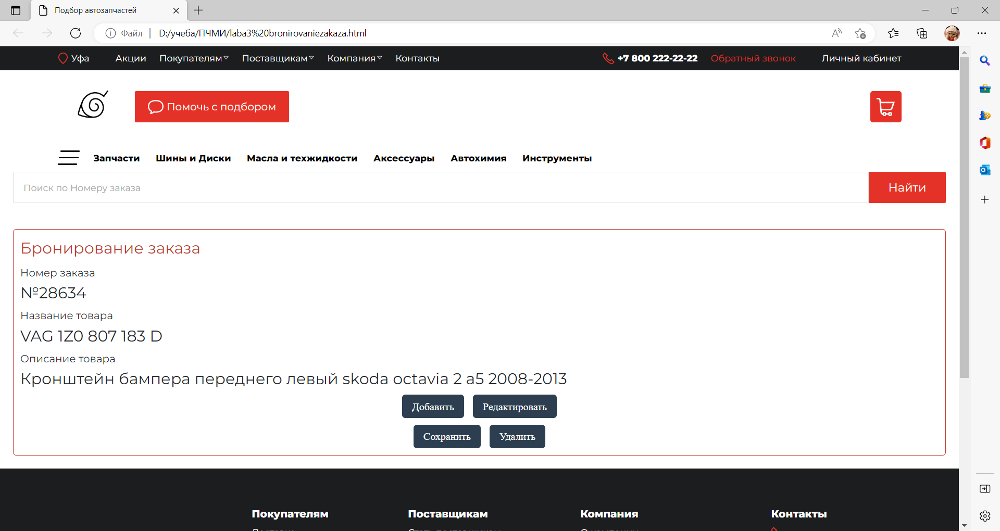 Подбор автозапчастей
Файл
D:/учеба/ПЧМИ/laba3%20bronirovaniezakaza.html
Уфа Акции Покупателям Поставщикам Компания Контакты +7 800 222-22-22 Обратный звонок Личный кабинет
Помочь с подбором
Запчасти Шины и Диски Масла и техжидкости Аксессуары Автохимия Инструменты
Поиск по Номеру заказа Найти
Бронирование заказа
Номер заказа
№28634
Название товара
VAG 1Z0 807 183 D
Описание товара
Кронштейн бампера переднего левый skoda octavia 2 a5 2008-2013
Добавить Редактировать
Сохранить Удалить
Покупателям Поставщикам Компания Контакты